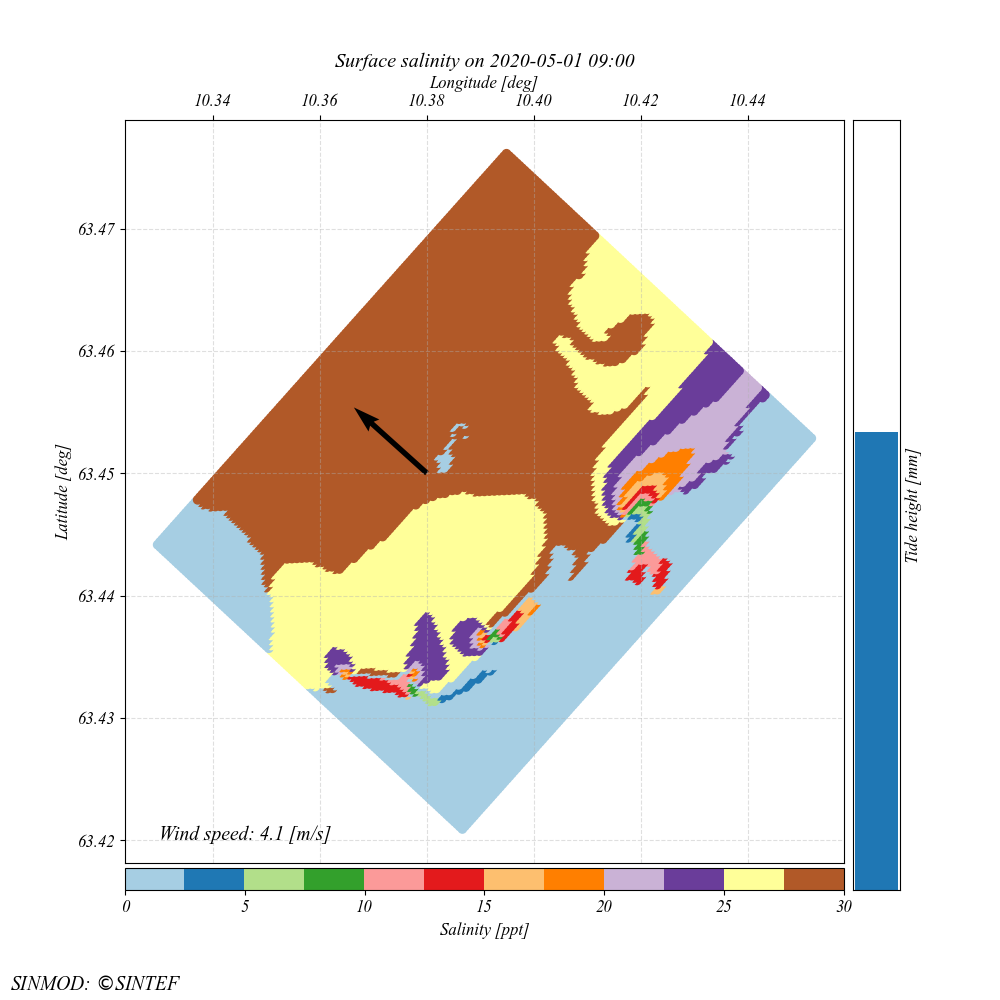 Surface salinity on 2020-05-01 09:00
Longitude [deg]
10.34 10.36 10.38 10.40 10.42 10.44
63.47
63.46
63.45
63.44
63.43
63.42
Latitude [deg]
Tide height [mm]
Wind speed: 4.1 [m/s]
0 5 10 15 20 25 30
Salinity [ppt]
SINMOD: ©SINTEF